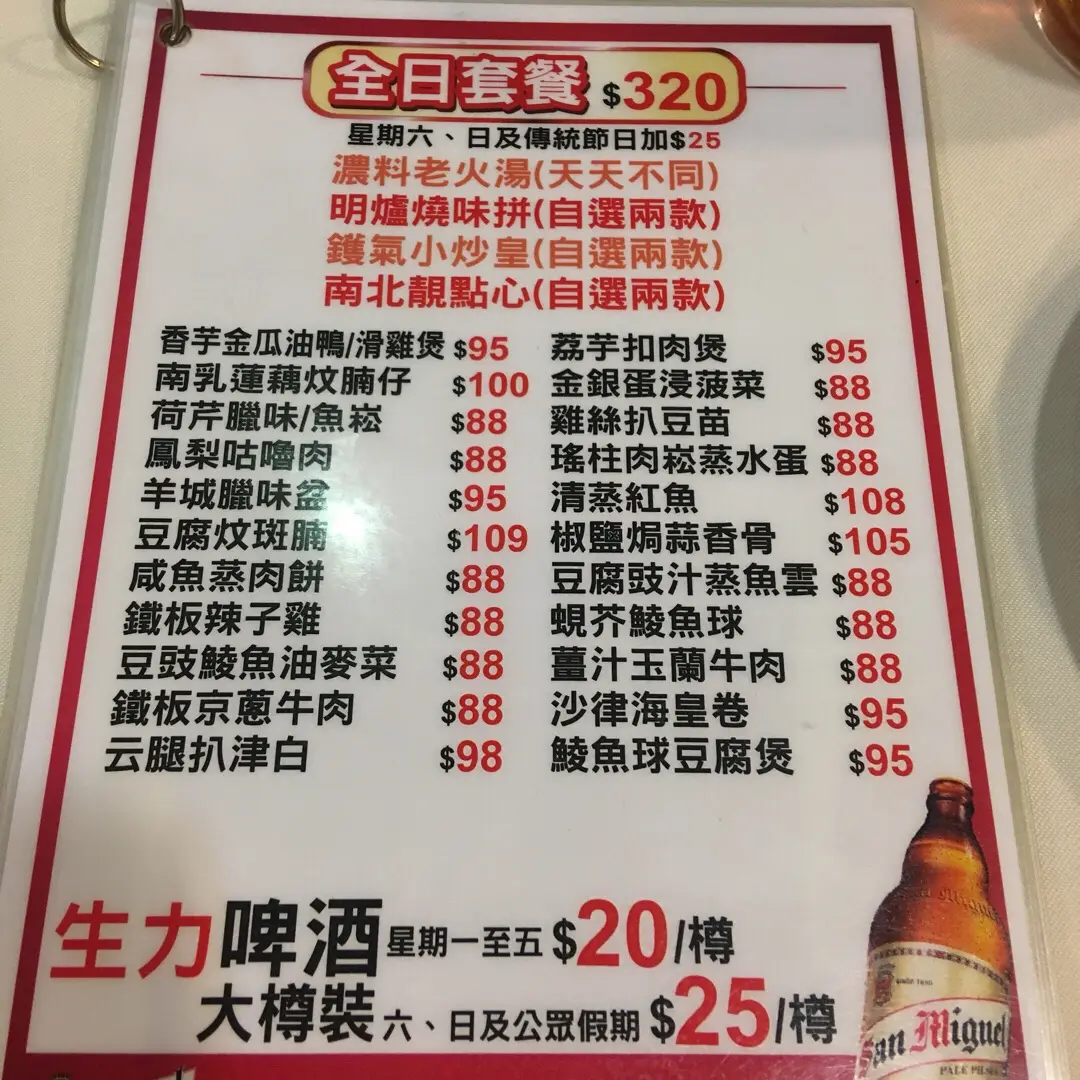 全日套餐 $320
星期六、日及傳統節日加$25
濃料老火湯(天天不同)
明爐燒味拼(自選兩款)
鑊氣小炒皇(自選兩款)
南北靚點心(自選兩款)
香芋金瓜油鴨/滑雞煲 $95
南乳蓮藕炆腩仔 $100
荷芹臘味/魚崧 $88
鳳梨咕嚕肉 $88
羊城臘味盆 $95
豆腐炆斑腩 $109
咸魚蒸肉餅 $88
鐵板辣子雞 $88
豆豉鯪魚油麥菜 $88
鐵板京蔥牛肉 $88
云腿扒津白 $98
荔芋扣肉煲 $95
金銀蛋浸菠菜 $88
雞絲扒豆苗 $88
瑤柱肉崧蒸水蛋 $88
清蒸紅魚 $108
椒鹽焗蒜香骨 $105
豆腐豉汁蒸魚雲 $88
蜆芥鯪魚球 $88
薑汁玉蘭牛肉 $88
沙律海皇卷 $95
鯪魚球豆腐煲 $95
生力啤酒 星期一至五 $20/樽
大樽裝 六、日及公眾假期 $25/樽
San Miguel
PALE PILSEN